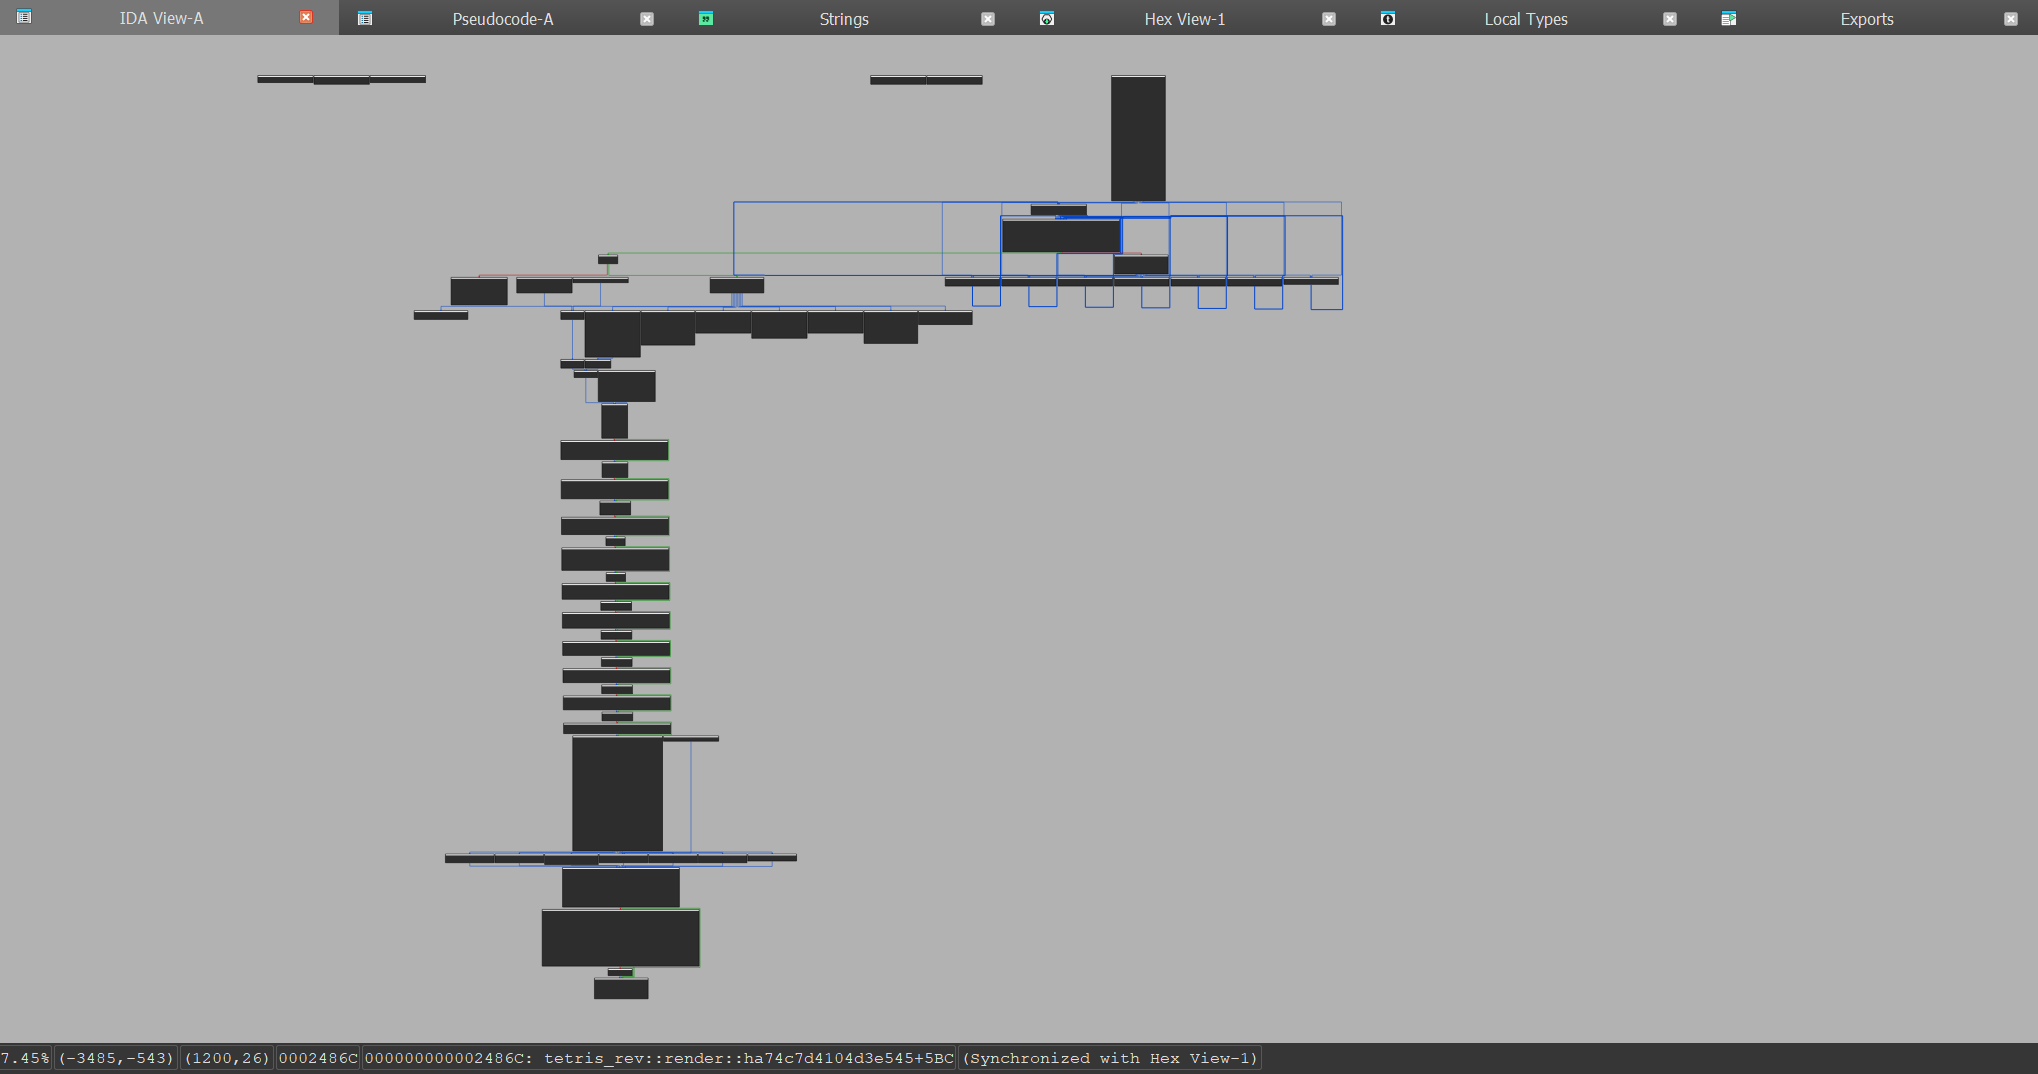 IDA View-A Pseudocode-A Strings Hex View-1 Local Types Exports
7.45% (-3485,-543) (1200,26) 0002486C 000000000002486C: tetris_rev::render::ha74c7d4104d3e545+5BC (Synchronized with Hex View-1)